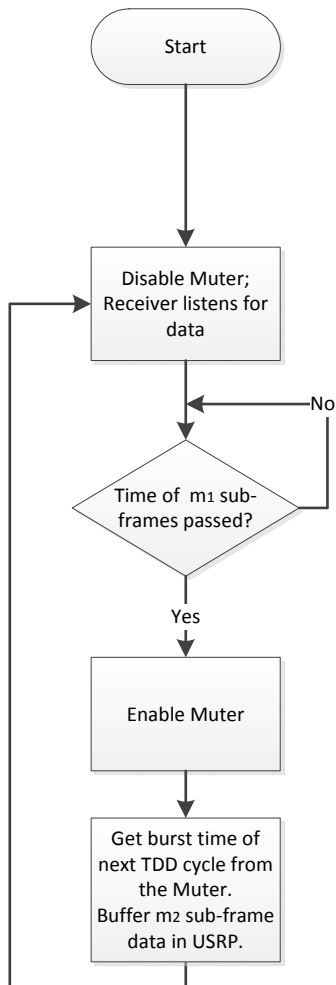 Start
Disable Muter;
Receiver listens for
data
No
Time of m1 sub-
frames passed?
Yes
Enable Muter
Get burst time of
next TDD cycle from
the Muter.
Buffer m2 sub-frame
data in USRP.